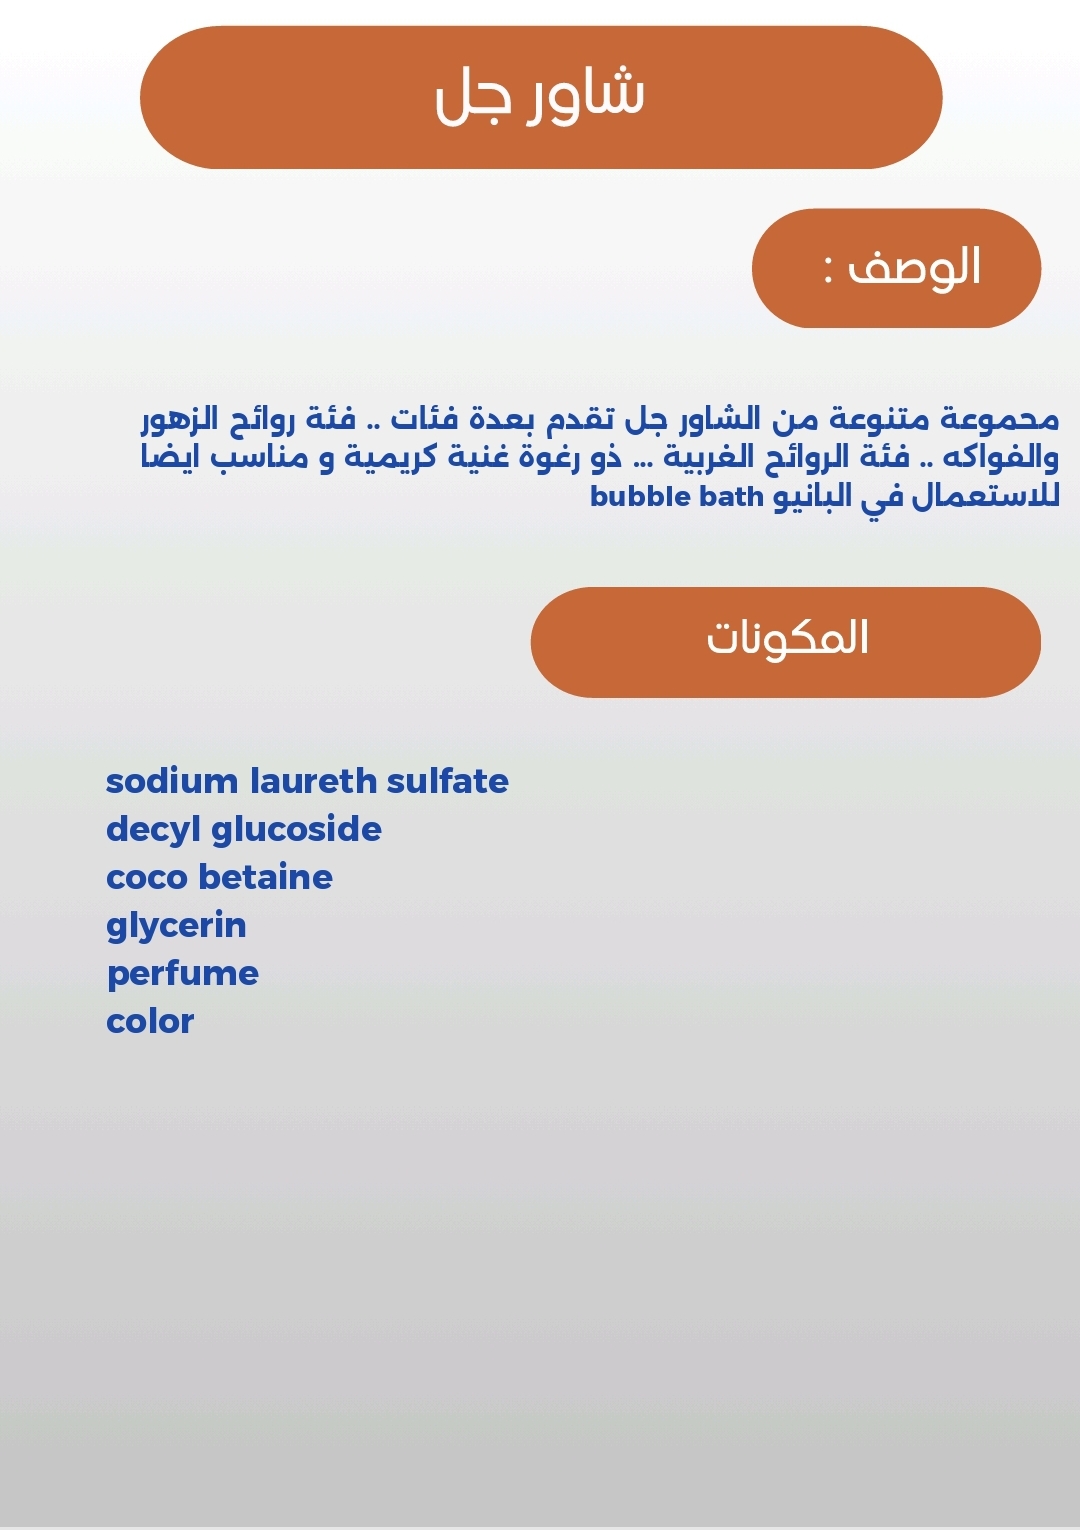 شاور جل
الوصف :
محموعة متنوعة من الشاور جل تقدم بعدة فئات .. فئة روائح الزهور
والفواكه .. فئة الروائح الغربية ... ذو رغوة غنية كريمية و مناسب ايضا
للاستعمال في البانيو bubble bath
المكونات
sodium laureth sulfate
decyl glucoside
coco betaine
glycerin
perfume
color